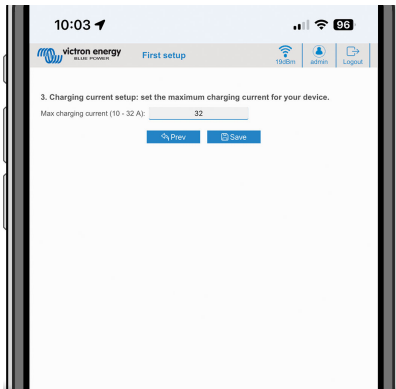 10:03
96
victron energy
BLUE POWER
First setup
19dBm
admin
Logout
3. Charging current setup: set the maximum charging current for your device.
Max charging current (10 - 32 A):
32
Prev
Save